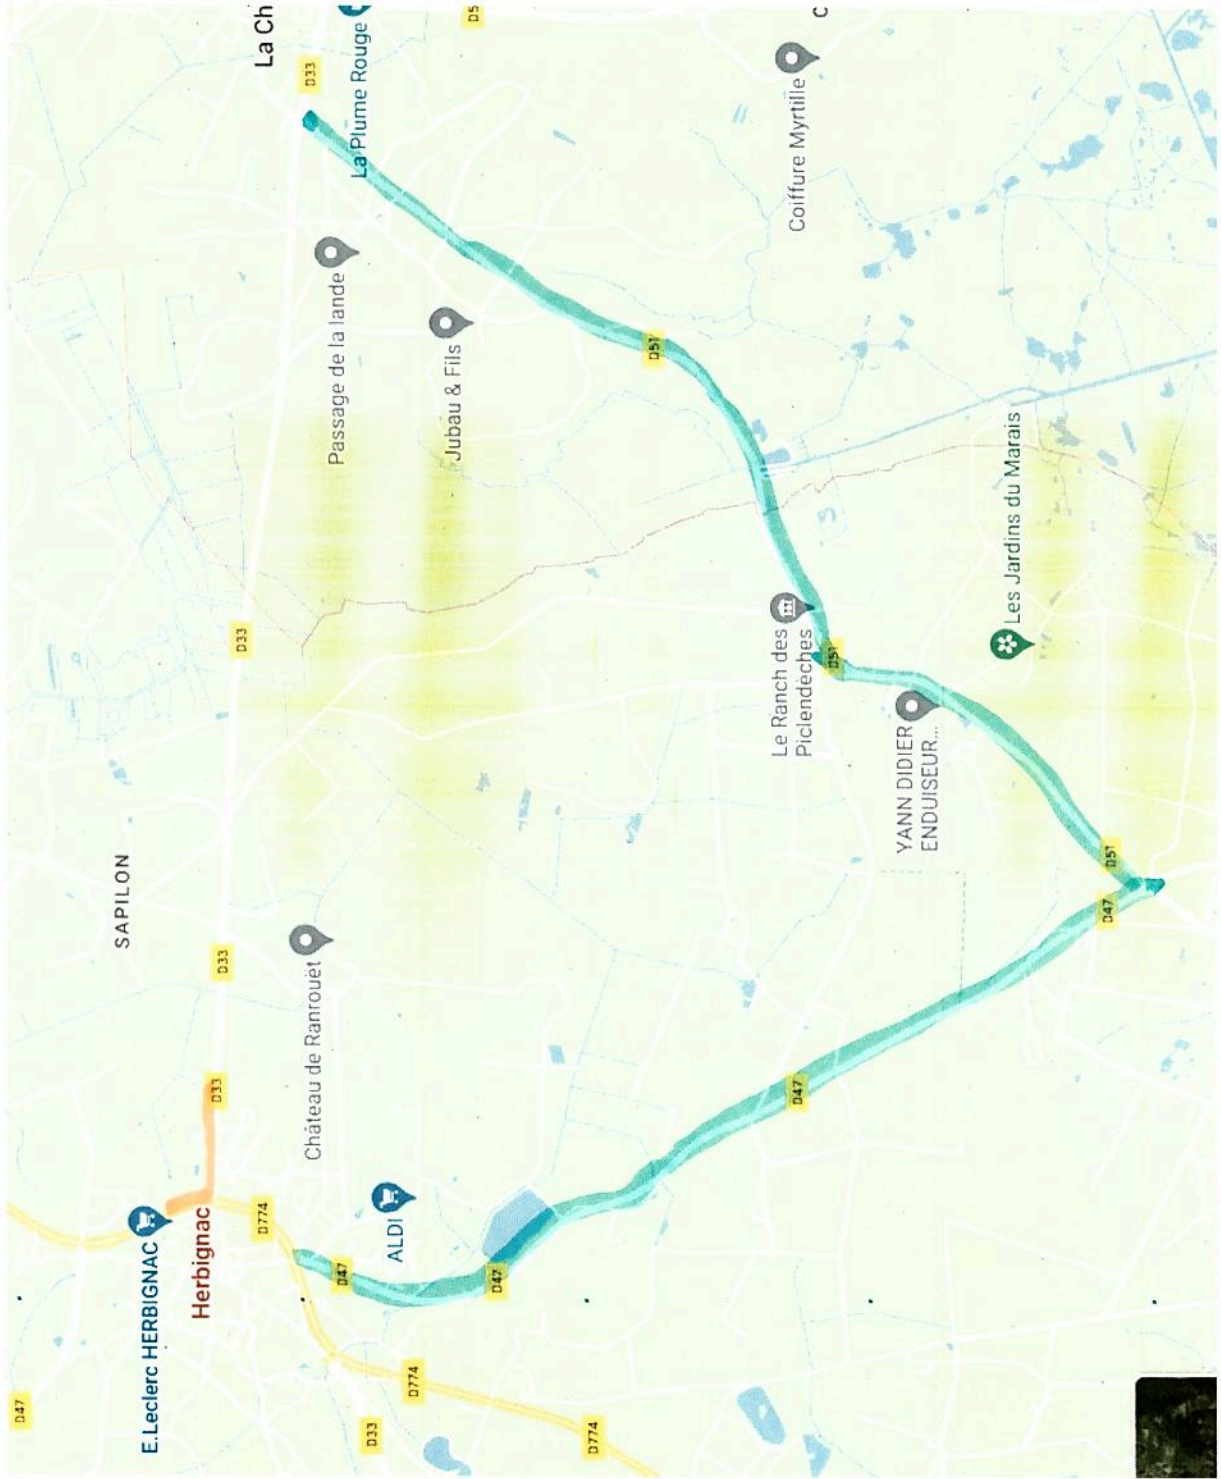 D47
SAPILON
E.Leclerc HERBIGNAC
Herbignac
D33
D33
D33
La Ch
D774
D33
Château de Ranrouët
Passage de la lande
La Plume Rouge
D47
D33
ALDI
D774
Jubau & Fils
D5
D47
D774
D51
Le Ranch des
Piclendèches
D47
Coiffure Myrtille
C
D51
YANN DIDIER
ENDUISEUR...
Les Jardins du Marais
D47
D51